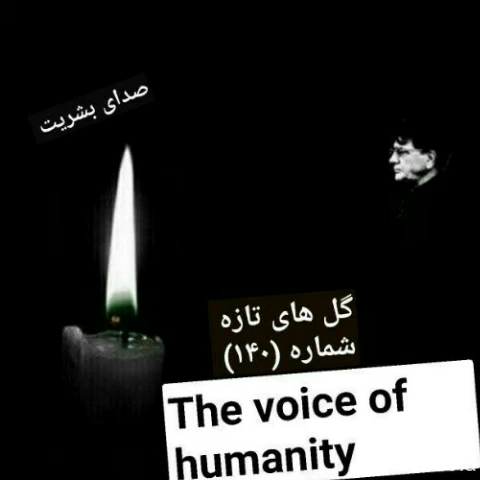 صدای بشریت
گل های تازه
شماره (۱۴۰)
The voice of
humanity